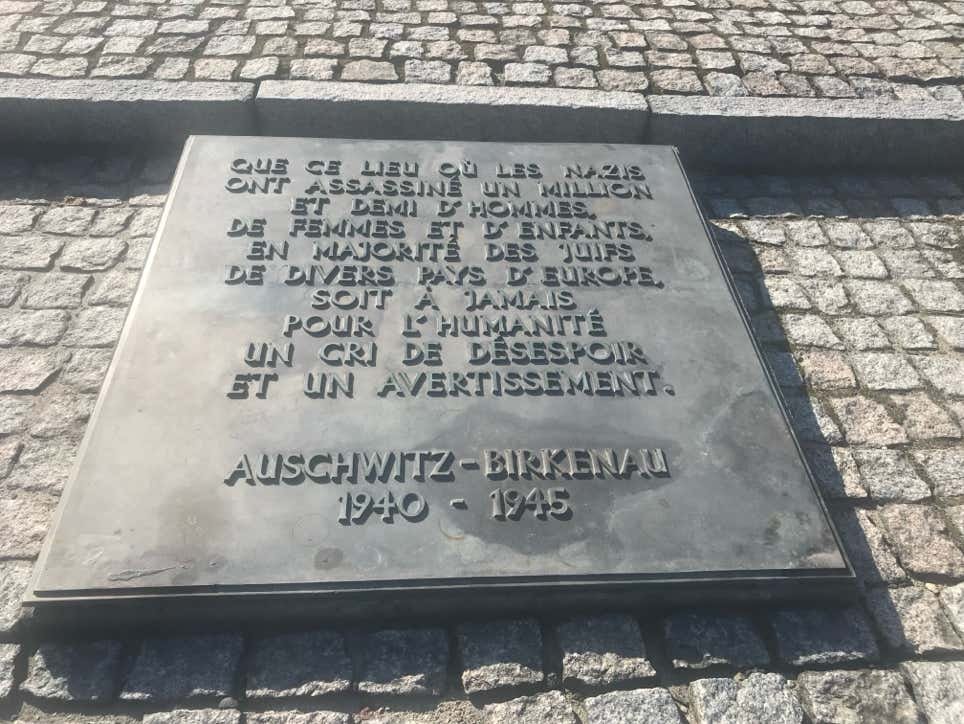 QUE CE LIEU OÙ LES NAZIS
ONT ASSASSINÉ UN MILLION
ET DEMI D'HOMMES,
DE FEMMES ET D'ENFANTS,
EN MAJORITÉ DES JUIFS
DE DIVERS PAYS D'EUROPE,
SOIT À JAMAIS
POUR L'HUMANITÉ
UN CRI DE DÉSESPOIR
ET UN AVERTISSEMENT.
AUSCHWITZ-BIRKENAU
1940 - 1945